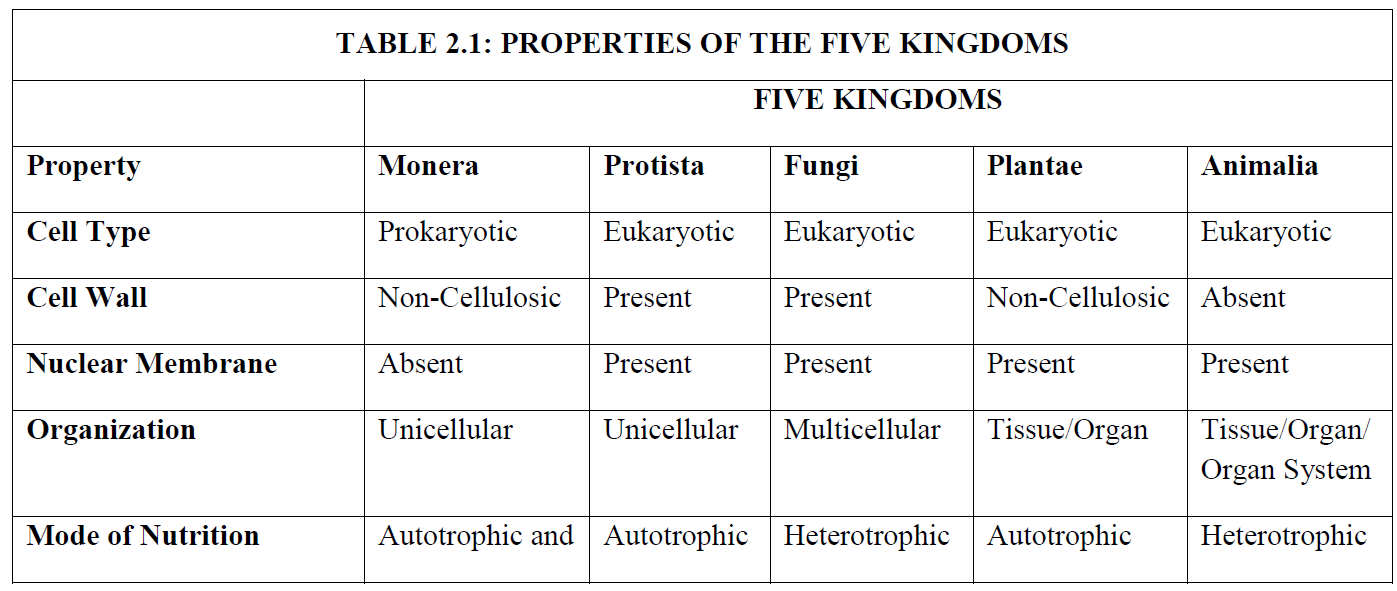 TABLE 2.1: PROPERTIES OF THE FIVE KINGDOMS
FIVE KINGDOMS
Property Monera Protista Fungi Plantae Animalia
Cell Type Prokaryotic Eukaryotic Eukaryotic Eukaryotic Eukaryotic
Cell Wall Non-Cellulosic Present Present Non-Cellulosic Absent
Nuclear Membrane Absent Present Present Present Present
Organization Unicellular Unicellular Multicellular Tissue/Organ Tissue/Organ/
Organ System
Mode of Nutrition Autotrophic and Autotrophic Heterotrophic Autotrophic Heterotrophic